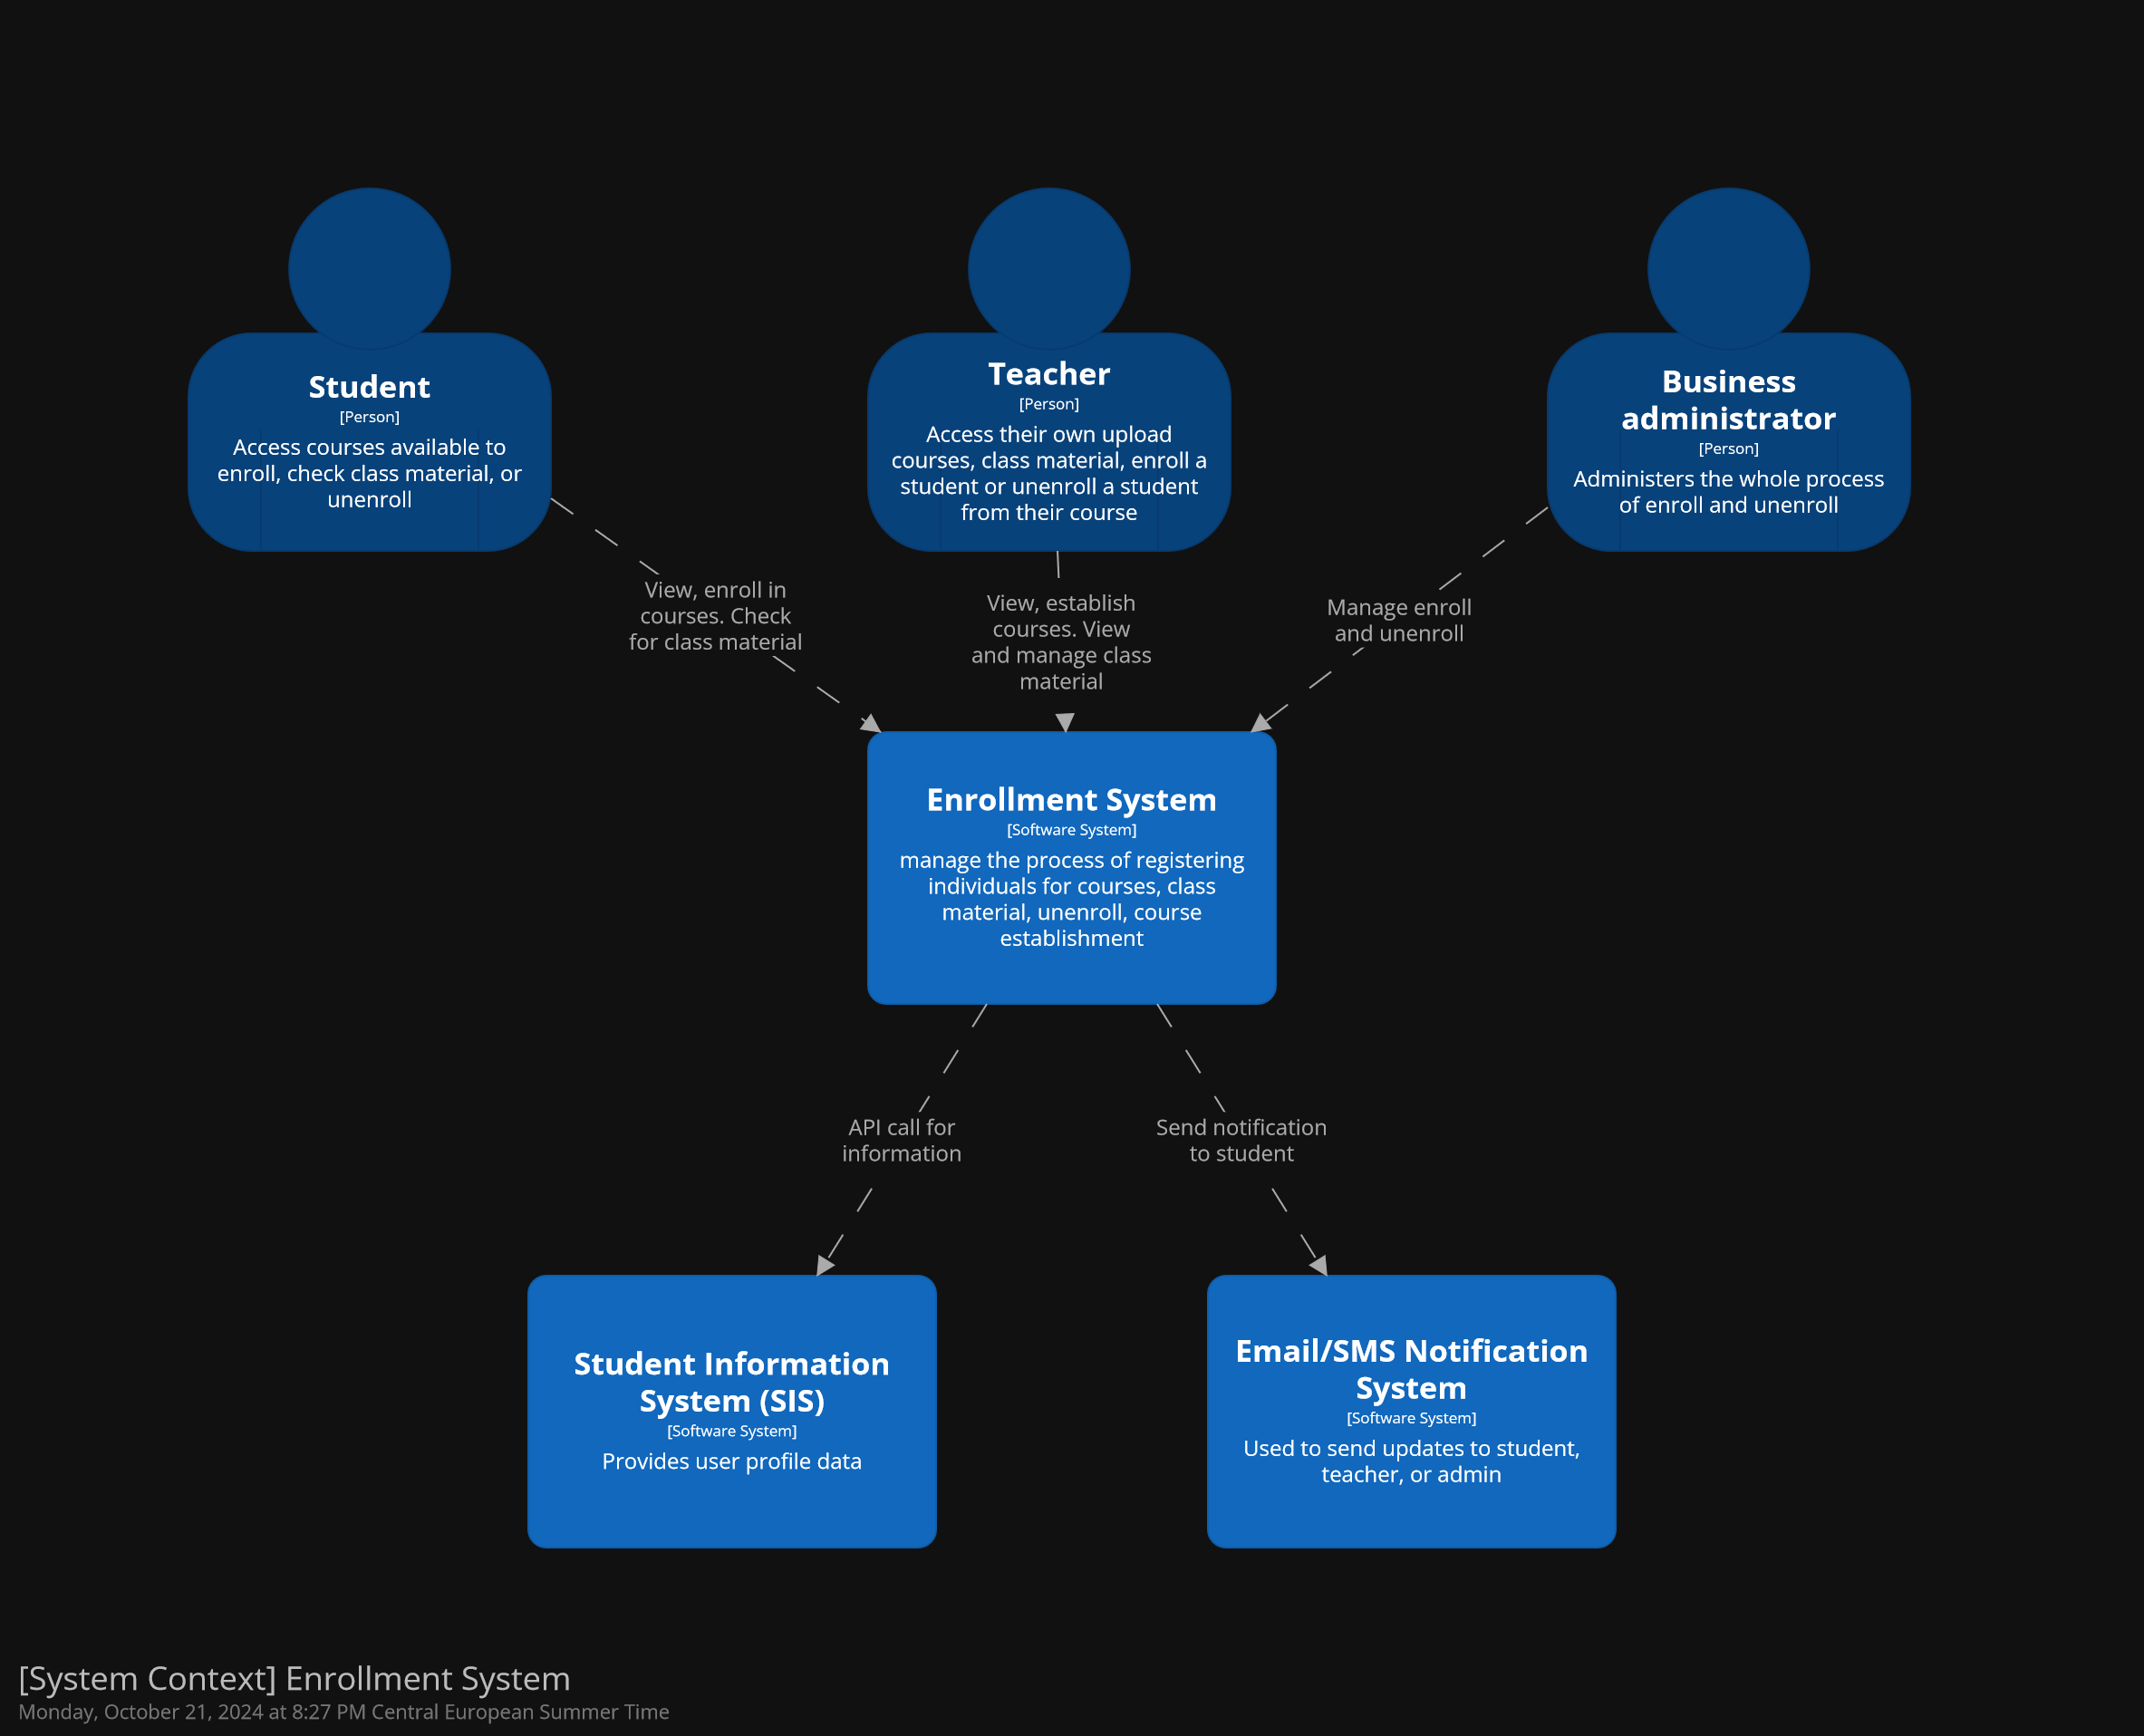 Student
[Person]
Access courses available to
enroll, check class material, or
unenroll
Teacher
[Person]
Access their own upload
courses, class material, enroll a
student or unenroll a student
from their course
Business
administrator
[Person]
Administers the whole process
of enroll and unenroll
View, enroll in
courses. Check
for class material
View, establish
courses. View
and manage class
material
Manage enroll
and unenroll
Enrollment System
[Software System]
manage the process of registering
individuals for courses, class
material, unenroll, course
establishment
API call for
information
Send notification
to student
Student Information
System (SIS)
[Software System]
Provides user profile data
Email/SMS Notification
System
[Software System]
Used to send updates to student,
teacher, or admin
[System Context] Enrollment System
Monday, October 21, 2024 at 8:27 PM Central European Summer Time